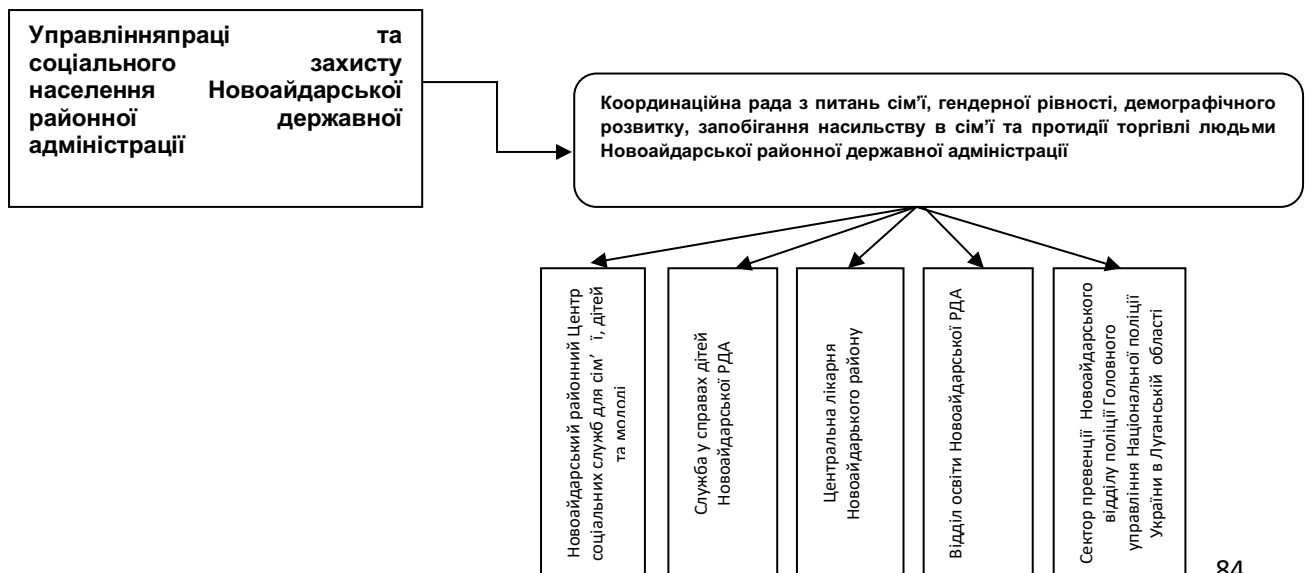 Управлінняпраці та
соціального захисту
населення Новоайдарської
районної державної
адміністрації
Координаційна рада з питань сім’ї, гендерної рівності, демографічного
розвитку, запобігання насильству в сім’ї та протидії торгівлі людьми
Новоайдарської районної державної адміністрації
Новоайдарський районний Центр
соціальних служб для сім’ ї, дітей
та молоді
Служба у справах дітей
Новоайдарської РДА
Центральна лікарня
Новоайдарького району
Відділ освіти Новоайдарської РДА
Сектор превенції Новоайдарського
відділу поліції Головного
управління Національної поліції
України в Луганській області
84